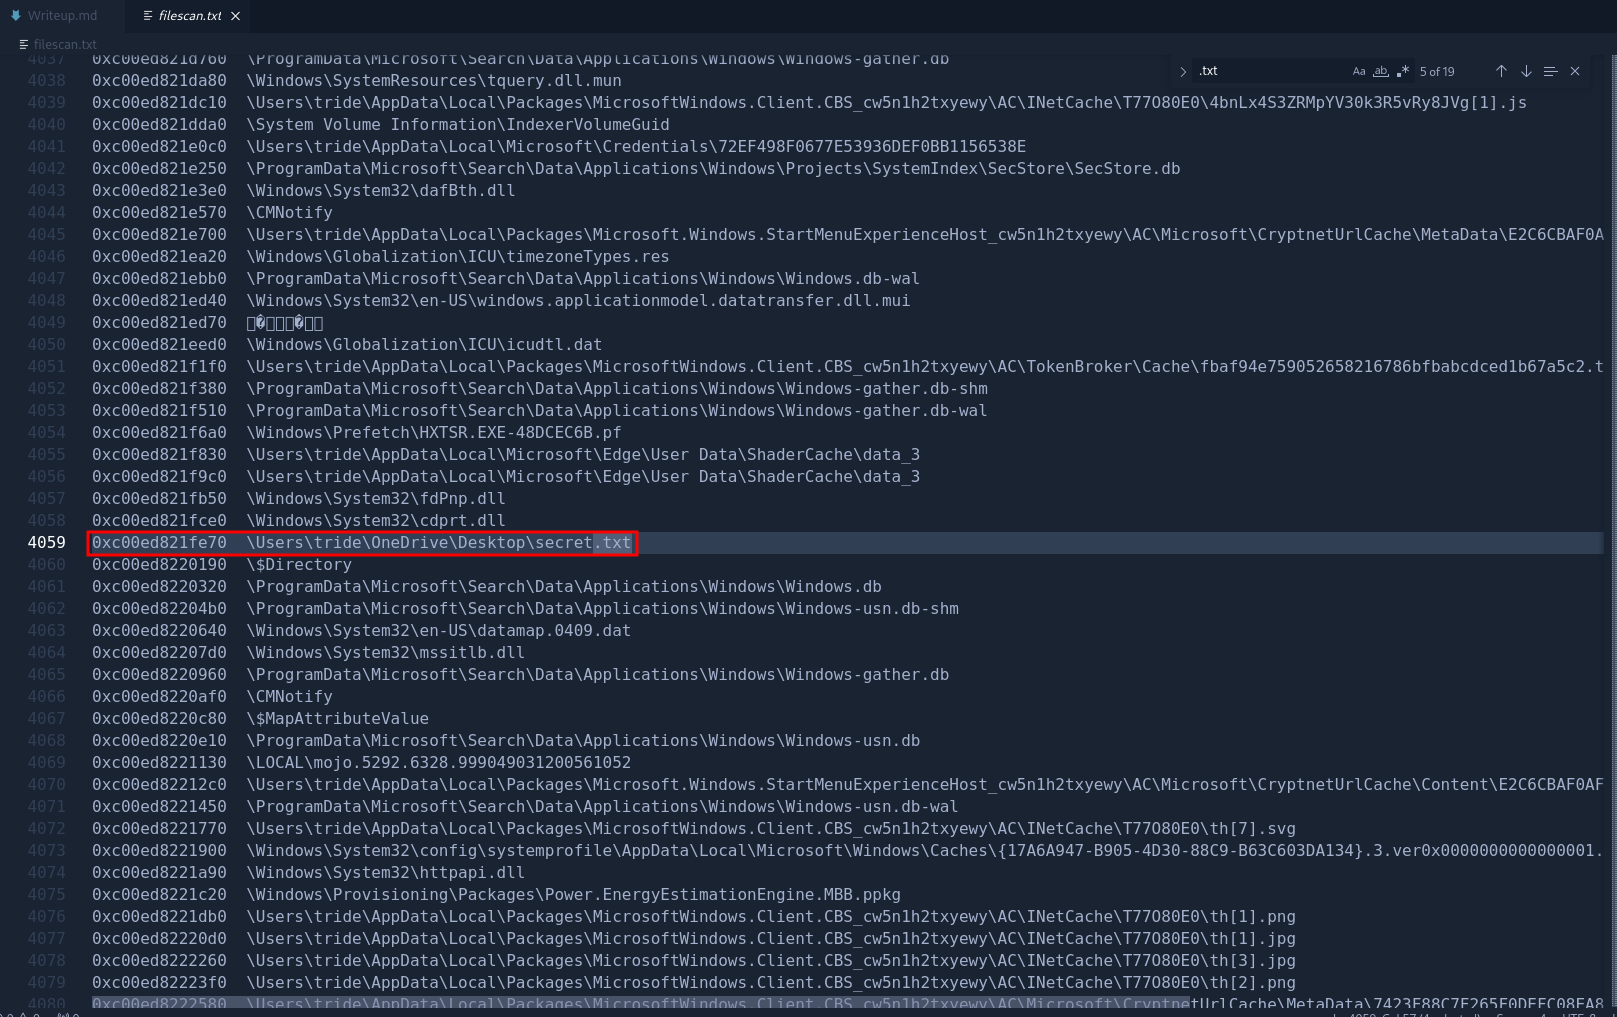 Writeup.md
filescan.txt
filescan.txt
.txt
Aa
ab
5 of 19
4037 0xc00ed821d760 \ProgramData\Microsoft\Search\Data\Applications\Windows\Windows-gather.db
4038 0xc00ed821da80 \Windows\SystemResources\tquery.dll.mun
4039 0xc00ed821dc10 \Users\tride\AppData\Local\Packages\MicrosoftWindows.Client.CBS_cw5n1h2txyewy\AC\INetCache\T77O80E0\4bnLx4S3ZRMpYV30k3R5vRy8JVg[1].js
4040 0xc00ed821dda0 \System Volume Information\IndexerVolumeGuid
4041 0xc00ed821e0c0 \Users\tride\AppData\Local\Microsoft\Credentials\72EF498F0677E53936DEF0BB1156538E
4042 0xc00ed821e250 \ProgramData\Microsoft\Search\Data\Applications\Windows\Projects\SystemIndex\SecStore\SecStore.db
4043 0xc00ed821e3e0 \Windows\System32\dafBth.dll
4044 0xc00ed821e570 \CMNotify
4045 0xc00ed821e700 \Users\tride\AppData\Local\Packages\Microsoft.Windows.StartMenuExperienceHost_cw5n1h2txyewy\AC\Microsoft\CryptnetUrlCache\MetaData\E2C6CBAF0A
4046 0xc00ed821ea20 \Windows\Globalization\ICU\timezoneTypes.res
4047 0xc00ed821ebb0 \ProgramData\Microsoft\Search\Data\Applications\Windows\Windows.db-wal
4048 0xc00ed821ed40 \Windows\System32\en-US\windows.applicationmodel.datatransfer.dll.mui
4049 0xc00ed821ed70
4050 0xc00ed821eed0 \Windows\Globalization\ICU\icudtl.dat
4051 0xc00ed821f1f0 \Users\tride\AppData\Local\Packages\MicrosoftWindows.Client.CBS_cw5n1h2txyewy\AC\TokenBroker\Cache\fbaf94e759052658216786bfbabcdced1b67a5c2.t
4052 0xc00ed821f380 \ProgramData\Microsoft\Search\Data\Applications\Windows\Windows-gather.db-shm
4053 0xc00ed821f510 \ProgramData\Microsoft\Search\Data\Applications\Windows\Windows-gather.db-wal
4054 0xc00ed821f6a0 \Windows\Prefetch\HXTSR.EXE-48DCEC6B.pf
4055 0xc00ed821f830 \Users\tride\AppData\Local\Microsoft\Edge\User Data\ShaderCache\data_3
4056 0xc00ed821f9c0 \Users\tride\AppData\Local\Microsoft\Edge\User Data\ShaderCache\data_3
4057 0xc00ed821fb50 \Windows\System32\fdPnp.dll
4058 0xc00ed821fce0 \Windows\System32\cdprt.dll
4059 0xc00ed821fe70 \Users\tride\OneDrive\Desktop\secret.txt
4060 0xc00ed8220190 \$Directory
4061 0xc00ed8220320 \ProgramData\Microsoft\Search\Data\Applications\Windows\Windows.db
4062 0xc00ed82204b0 \ProgramData\Microsoft\Search\Data\Applications\Windows\Windows-usn.db-shm
4063 0xc00ed8220640 \Windows\System32\en-US\datamap.0409.dat
4064 0xc00ed82207d0 \Windows\System32\mssitlb.dll
4065 0xc00ed8220960 \ProgramData\Microsoft\Search\Data\Applications\Windows\Windows-gather.db
4066 0xc00ed8220af0 \CMNotify
4067 0xc00ed8220c80 \$MapAttributeValue
4068 0xc00ed8220e10 \ProgramData\Microsoft\Search\Data\Applications\Windows\Windows-usn.db
4069 0xc00ed8221130 \LOCAL\mojo.5292.6328.999049031200561052
4070 0xc00ed82212c0 \Users\tride\AppData\Local\Packages\Microsoft.Windows.StartMenuExperienceHost_cw5n1h2txyewy\AC\Microsoft\CryptnetUrlCache\Content\E2C6CBAF0AF
4071 0xc00ed8221450 \ProgramData\Microsoft\Search\Data\Applications\Windows\Windows-usn.db-wal
4072 0xc00ed8221770 \Users\tride\AppData\Local\Packages\MicrosoftWindows.Client.CBS_cw5n1h2txyewy\AC\INetCache\T77O80E0\th[7].svg
4073 0xc00ed8221900 \Windows\System32\config\systemprofile\AppData\Local\Microsoft\Windows\Caches\{17A6A947-B905-4D30-88C9-B63C603DA134}.3.ver0x0000000000000001.
4074 0xc00ed8221a90 \Windows\System32\httpapi.dll
4075 0xc00ed8221c20 \Windows\Provisioning\Packages\Power.EnergyEstimationEngine.MBB.ppkg
4076 0xc00ed8221db0 \Users\tride\AppData\Local\Packages\MicrosoftWindows.Client.CBS_cw5n1h2txyewy\AC\INetCache\T77O80E0\th[1].png
4077 0xc00ed82220d0 \Users\tride\AppData\Local\Packages\MicrosoftWindows.Client.CBS_cw5n1h2txyewy\AC\INetCache\T77O80E0\th[1].jpg
4078 0xc00ed8222260 \Users\tride\AppData\Local\Packages\MicrosoftWindows.Client.CBS_cw5n1h2txyewy\AC\INetCache\T77O80E0\th[3].jpg
4079 0xc00ed82223f0 \Users\tride\AppData\Local\Packages\MicrosoftWindows.Client.CBS_cw5n1h2txyewy\AC\INetCache\T77O80E0\th[2].png
4080 0xc00ed8222580 \Users\tride\AppData\Local\Packages\MicrosoftWindows.Client.CBS_cw5n1h2txyewy\AC\Microsoft\CryptnetUrlCache\MetaData\7423F88C7F265F0DEFC08EA8